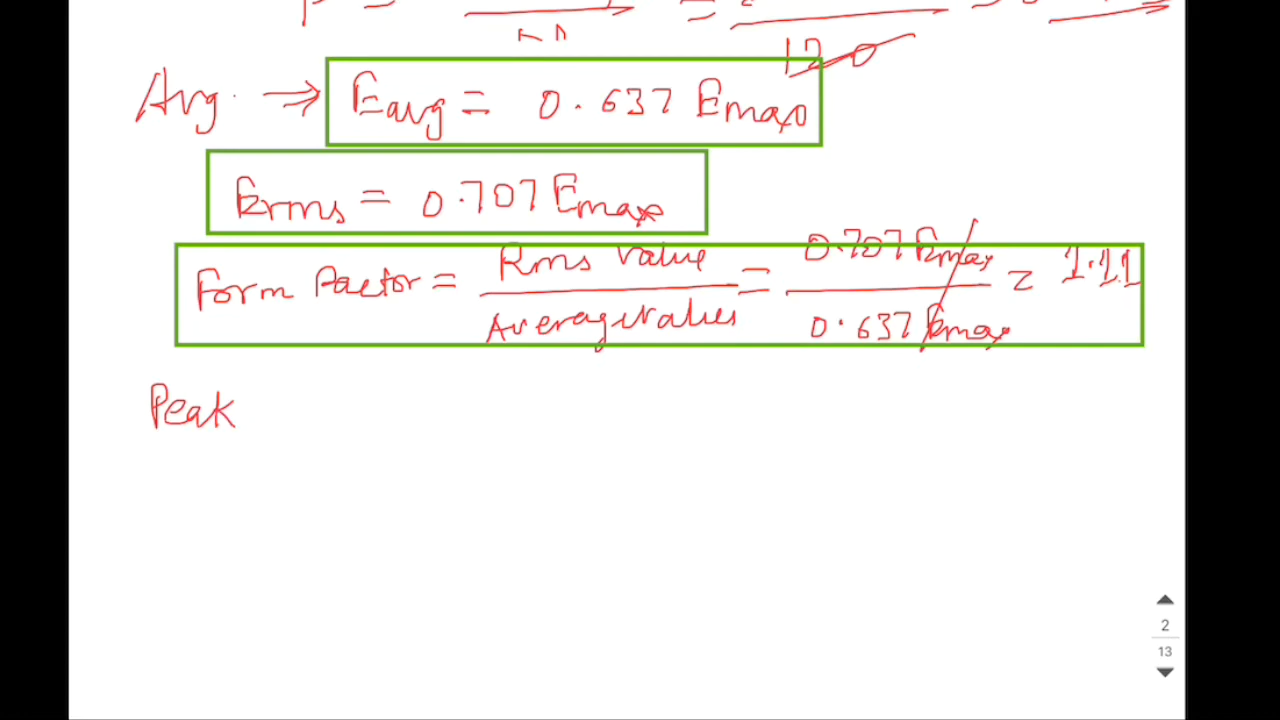 120
Avg. → Eavg = 0.637 Emax
Erms = 0.707 Emax
Form Factor = Rms Value / Average Values = 0.707 Emax / 0.637 Emax = 1.11
Peak
2
13